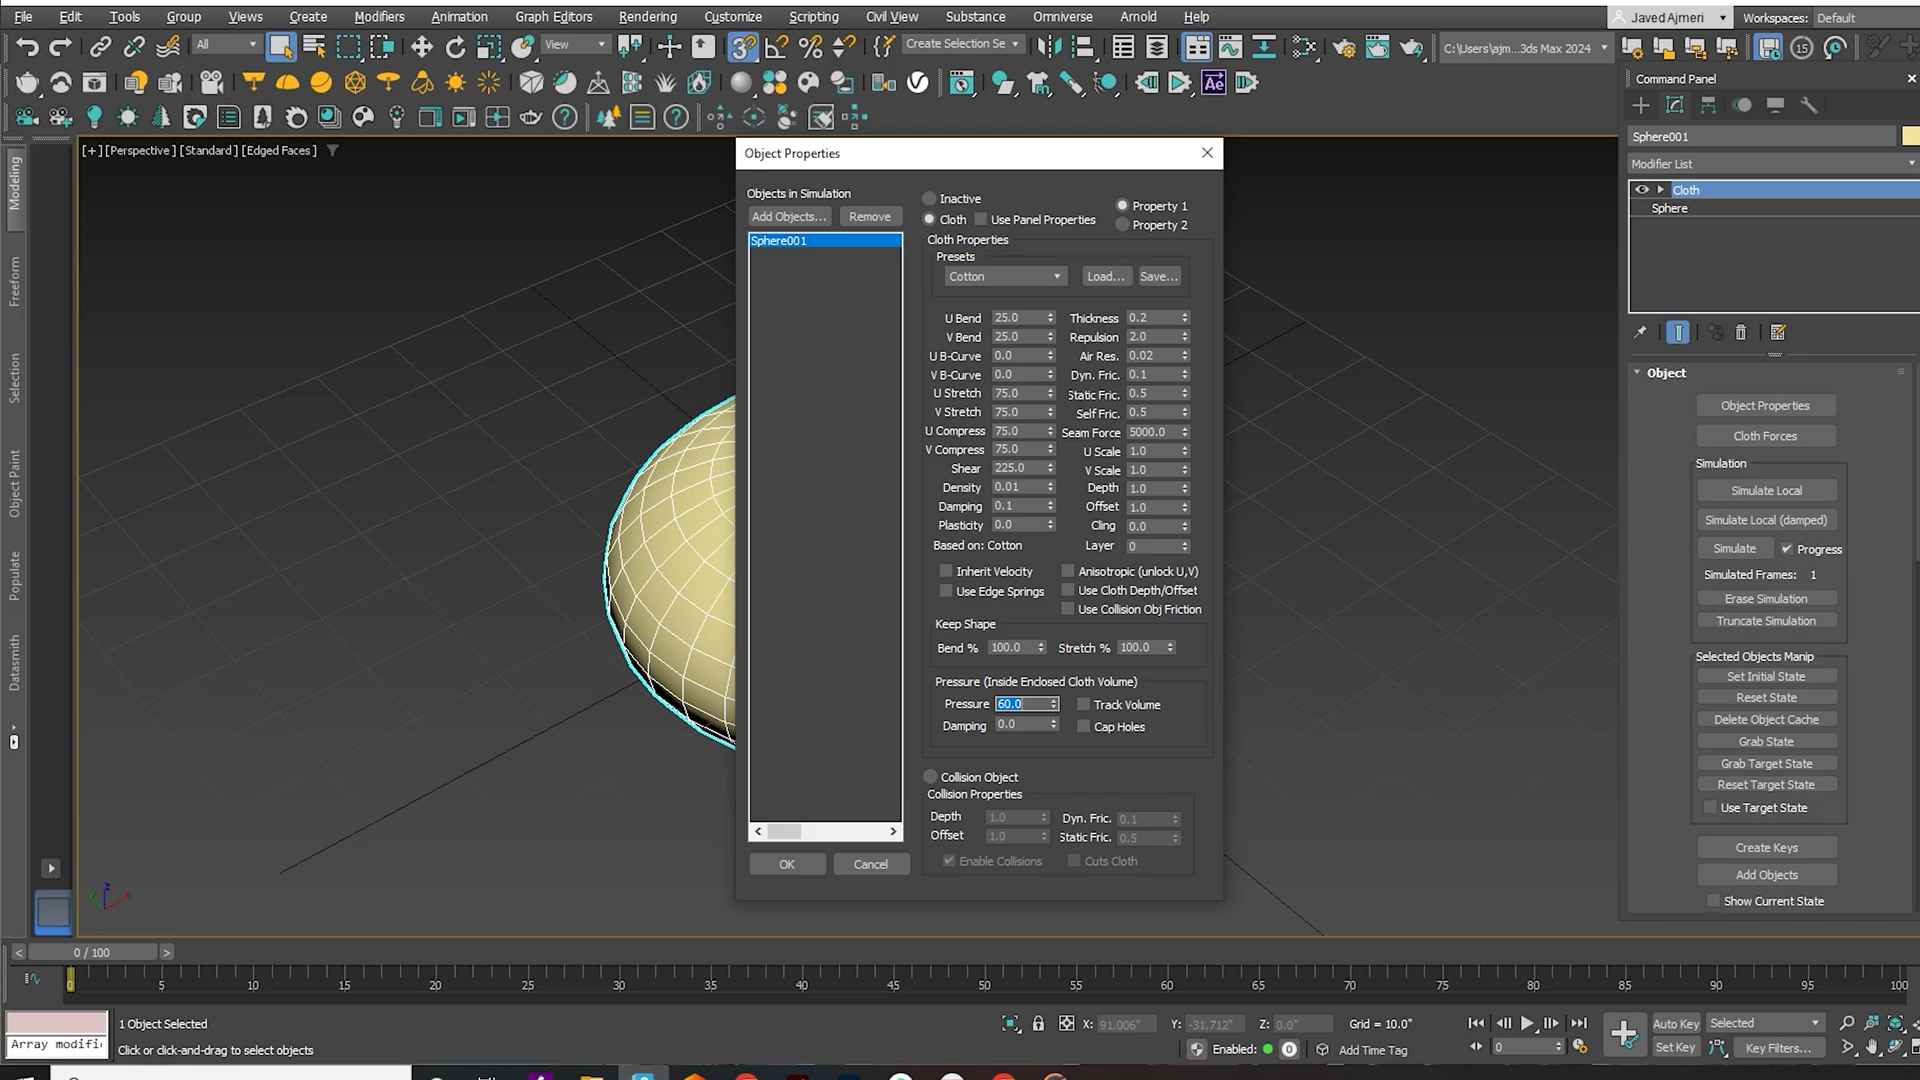 File Edit Tools Group Views Create Modifiers Animation Graph Editors Rendering Customize Scripting Civil View Substance Omniverse Arnold Help
Javed Ajmeri Workspaces: Default
All View Create Selection Se C:\Users\ajm...3ds Max 2024 15
Ae
Command Panel
Sphere001
Modifier List
Cloth
Sphere
[+] [Perspective] [Standard] [Edged Faces]
Modeling
Freeform
Selection
Object Paint
Populate
Datasmith
Object Properties
Objects in Simulation
Add Objects... Remove
Sphere001
OK Cancel
Inactive
Cloth Use Panel Properties
Property 1
Property 2
Cloth Properties
Presets
Cotton Load... Save...
U Bend 25.0 Thickness 0.2
V Bend 25.0 Repulsion 2.0
U B-Curve 0.0 Air Res. 0.02
V B-Curve 0.0 Dyn. Fric. 0.1
U Stretch 75.0 Static Fric. 0.5
V Stretch 75.0 Self Fric. 0.5
U Compress 75.0 Seam Force 5000.0
V Compress 75.0 U Scale 1.0
Shear 225.0 V Scale 1.0
Density 0.01 Depth 1.0
Damping 0.1 Offset 1.0
Plasticity 0.0 Cling 0.0
Based on: Cotton Layer 0
Inherit Velocity Anisotropic (unlock U,V)
Use Edge Springs Use Cloth Depth/Offset
Use Collision Obj Friction
Keep Shape
Bend % 100.0 Stretch % 100.0
Pressure (Inside Enclosed Cloth Volume)
Pressure 60.0 Track Volume
Damping 0.0 Cap Holes
Collision Object
Collision Properties
Depth 1.0 Dyn. Fric. 0.1
Offset 1.0 Static Fric. 0.5
Enable Collisions Cuts Cloth
Object
Object Properties
Cloth Forces
Simulation
Simulate Local
Simulate Local (damped)
Simulate Progress
Simulated Frames: 1
Erase Simulation
Truncate Simulation
Selected Objects Manip
Set Initial State
Reset State
Delete Object Cache
Grab State
Grab Target State
Reset Target State
Use Target State
Create Keys
Add Objects
Show Current State
z x
< 0 / 100 >
0 5 10 15 20 25 30 35 40 45 50 55 60 65 70 75 80 85 90 95 100
1 Object Selected
X: 91.006" Y: -31.712" Z: 0.0" Grid = 10.0"
Auto Key Selected
Array modifi
Click or click-and-drag to select objects
Enabled: 0 Add Time Tag
0 Set Key Key Filters...